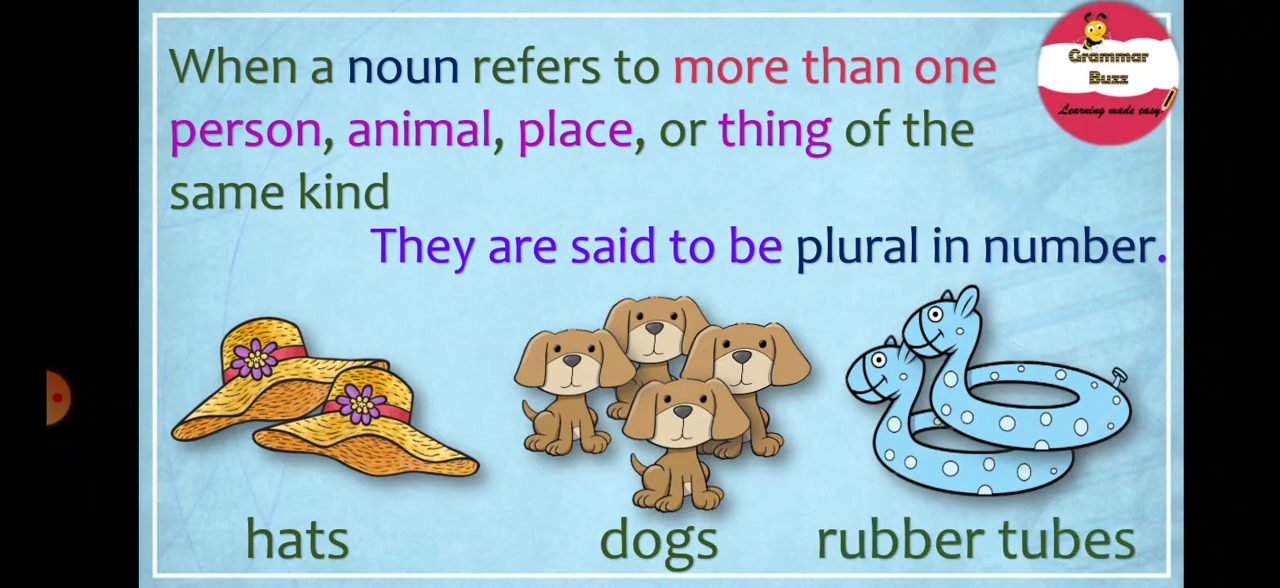 When a noun refers to more than one
person, animal, place, or thing of the
same kind
They are said to be plural in number.
Grammar
Buzz
Learning made easy.
hats
dogs
rubber tubes